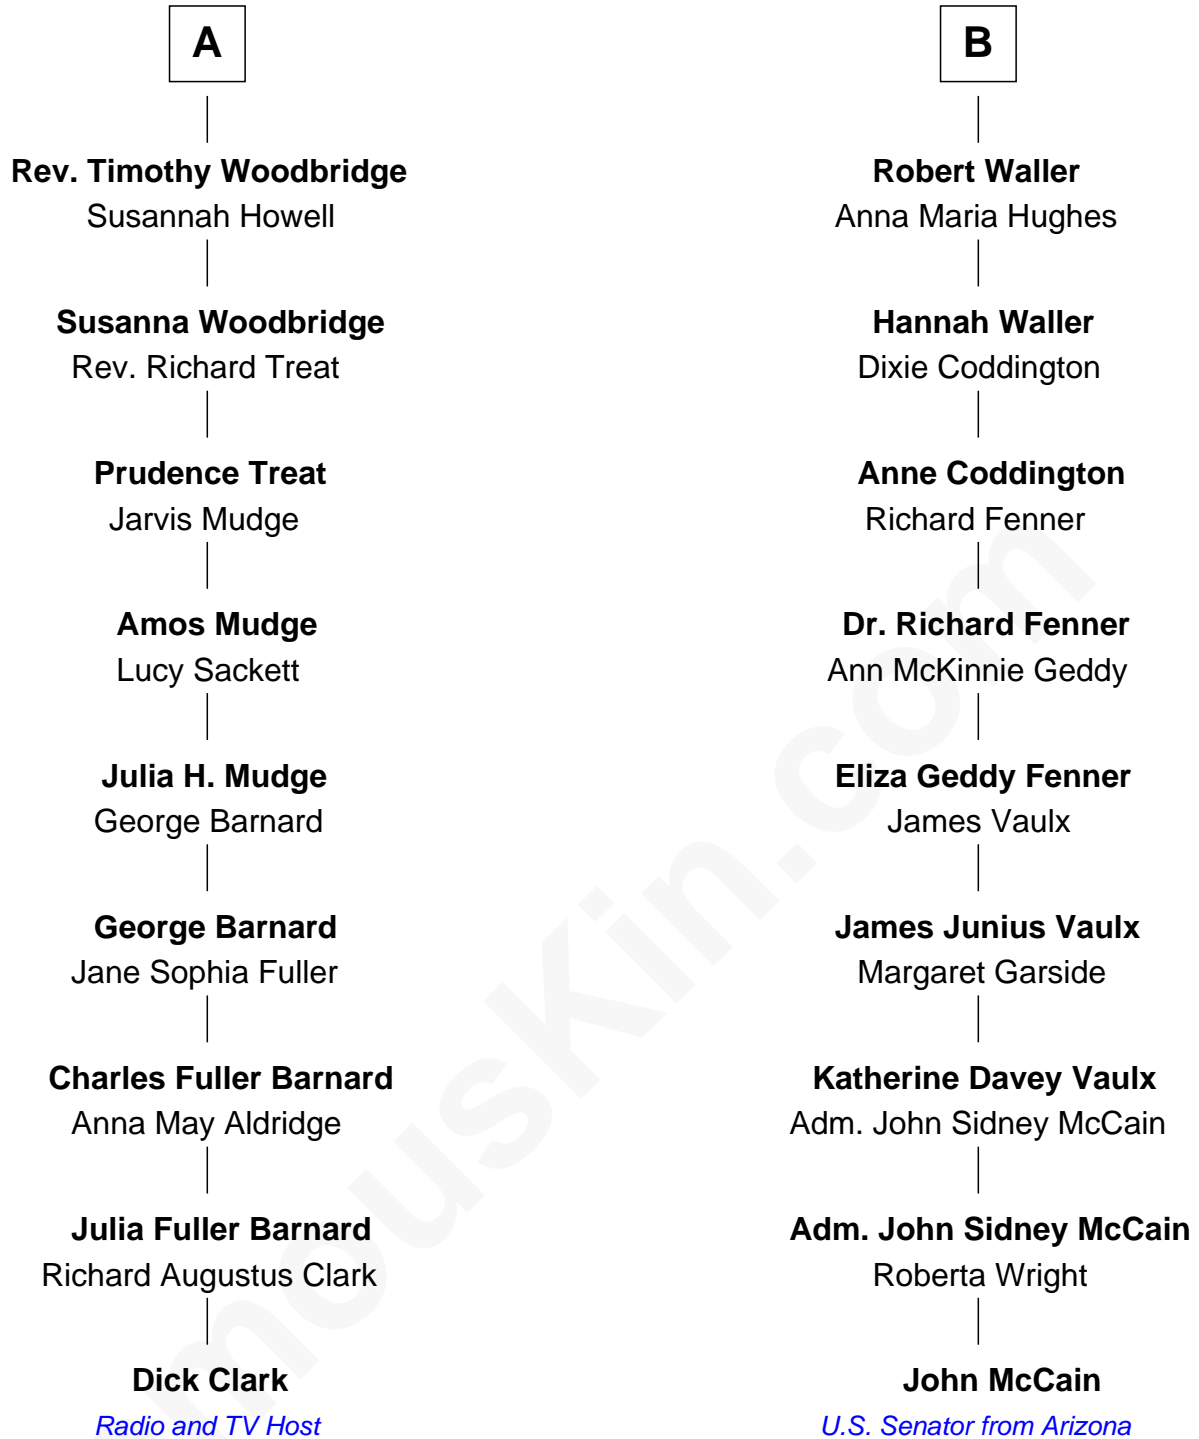 A
Rev. Timothy Woodbridge
Susannah Howell
Susanna Woodbridge
Rev. Richard Treat
Prudence Treat
Jarvis Mudge
Amos Mudge
Lucy Sackett
Julia H. Mudge
George Barnard
George Barnard
Jane Sophia Fuller
Charles Fuller Barnard
Anna May Aldridge
Julia Fuller Barnard
Richard Augustus Clark
Dick Clark
Radio and TV Host
B
Robert Waller
Anna Maria Hughes
Hannah Waller
Dixie Coddington
Anne Coddington
Richard Fenner
Dr. Richard Fenner
Ann McKinnie Geddy
Eliza Geddy Fenner
James Vaulx
James Junius Vaulx
Margaret Garside
Katherine Davey Vaulx
Adm. John Sidney McCain
Adm. John Sidney McCain
Roberta Wright
John McCain
U.S. Senator from Arizona
mousKin.com